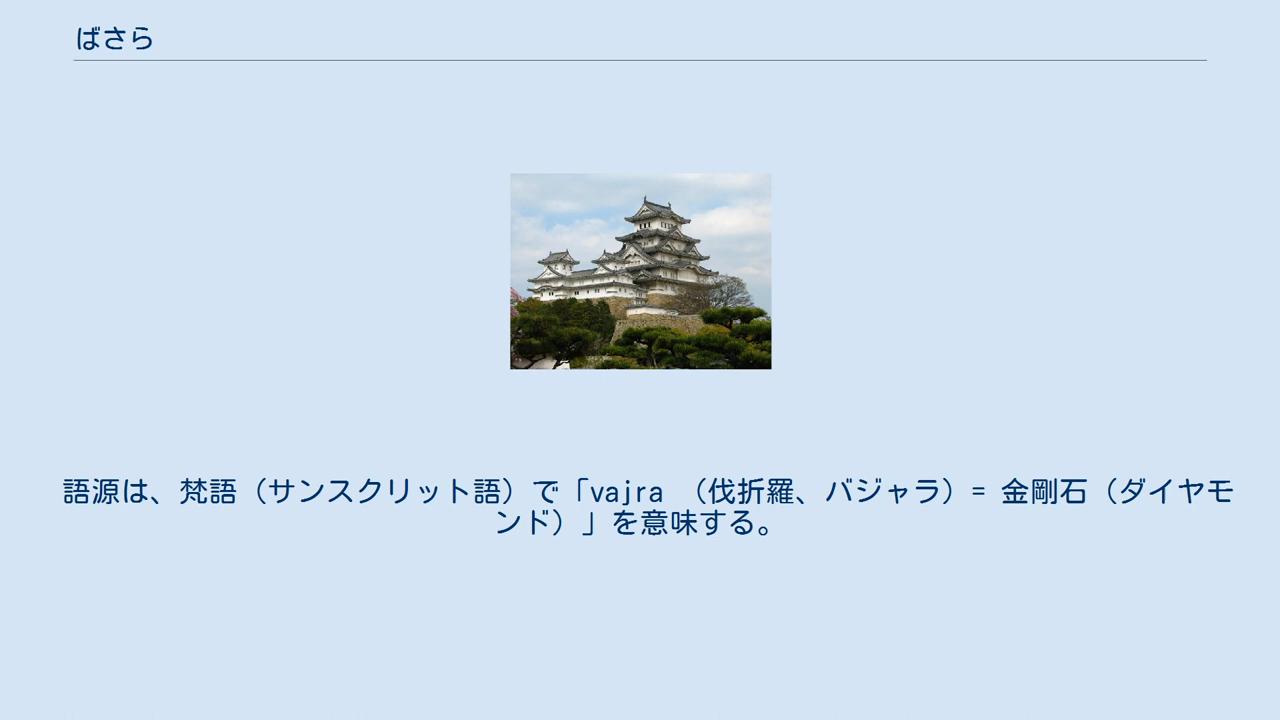 ばさら
語源は、梵語（サンスクリット語）で「vajra （伐折羅、バジャラ）= 金剛石（ダイヤモ
ンド）」を意味する。